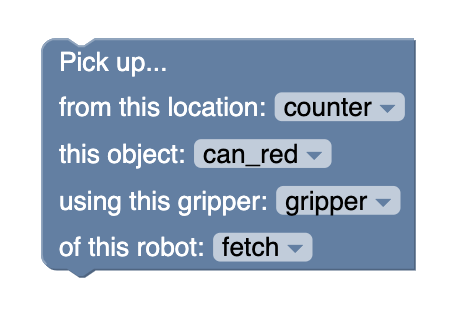 Pick up...
from this location: counter
this object: can_red
using this gripper: gripper
of this robot: fetch